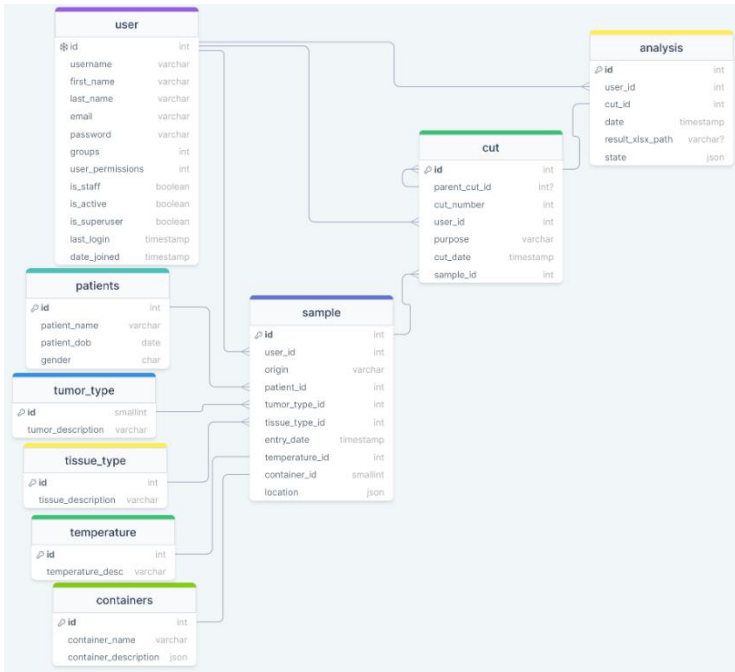 user
id int
username varchar
first_name varchar
last_name varchar
email varchar
password varchar
groups int
user_permissions int
is_staff boolean
is_active boolean
is_superuser boolean
last_login timestamp
date_joined timestamp
analysis
id int
user_id int
cut_id int
date timestamp
result_xlsx_path varchar?
state json
cut
id int
parent_cut_id int?
cut_number int
user_id int
purpose varchar
cut_date timestamp
sample_id int
patients
id int
patient_name varchar
patient_dob date
gender char
sample
id int
user_id int
origin varchar
patient_id int
tumor_type_id int
tissue_type_id int
entry_date timestamp
temperature_id int
container_id smallint
location json
tumor_type
id smallint
tumor_description varchar
tissue_type
id int
tissue_description varchar
temperature
id int
temperature_desc varchar
containers
id int
container_name varchar
container_description json